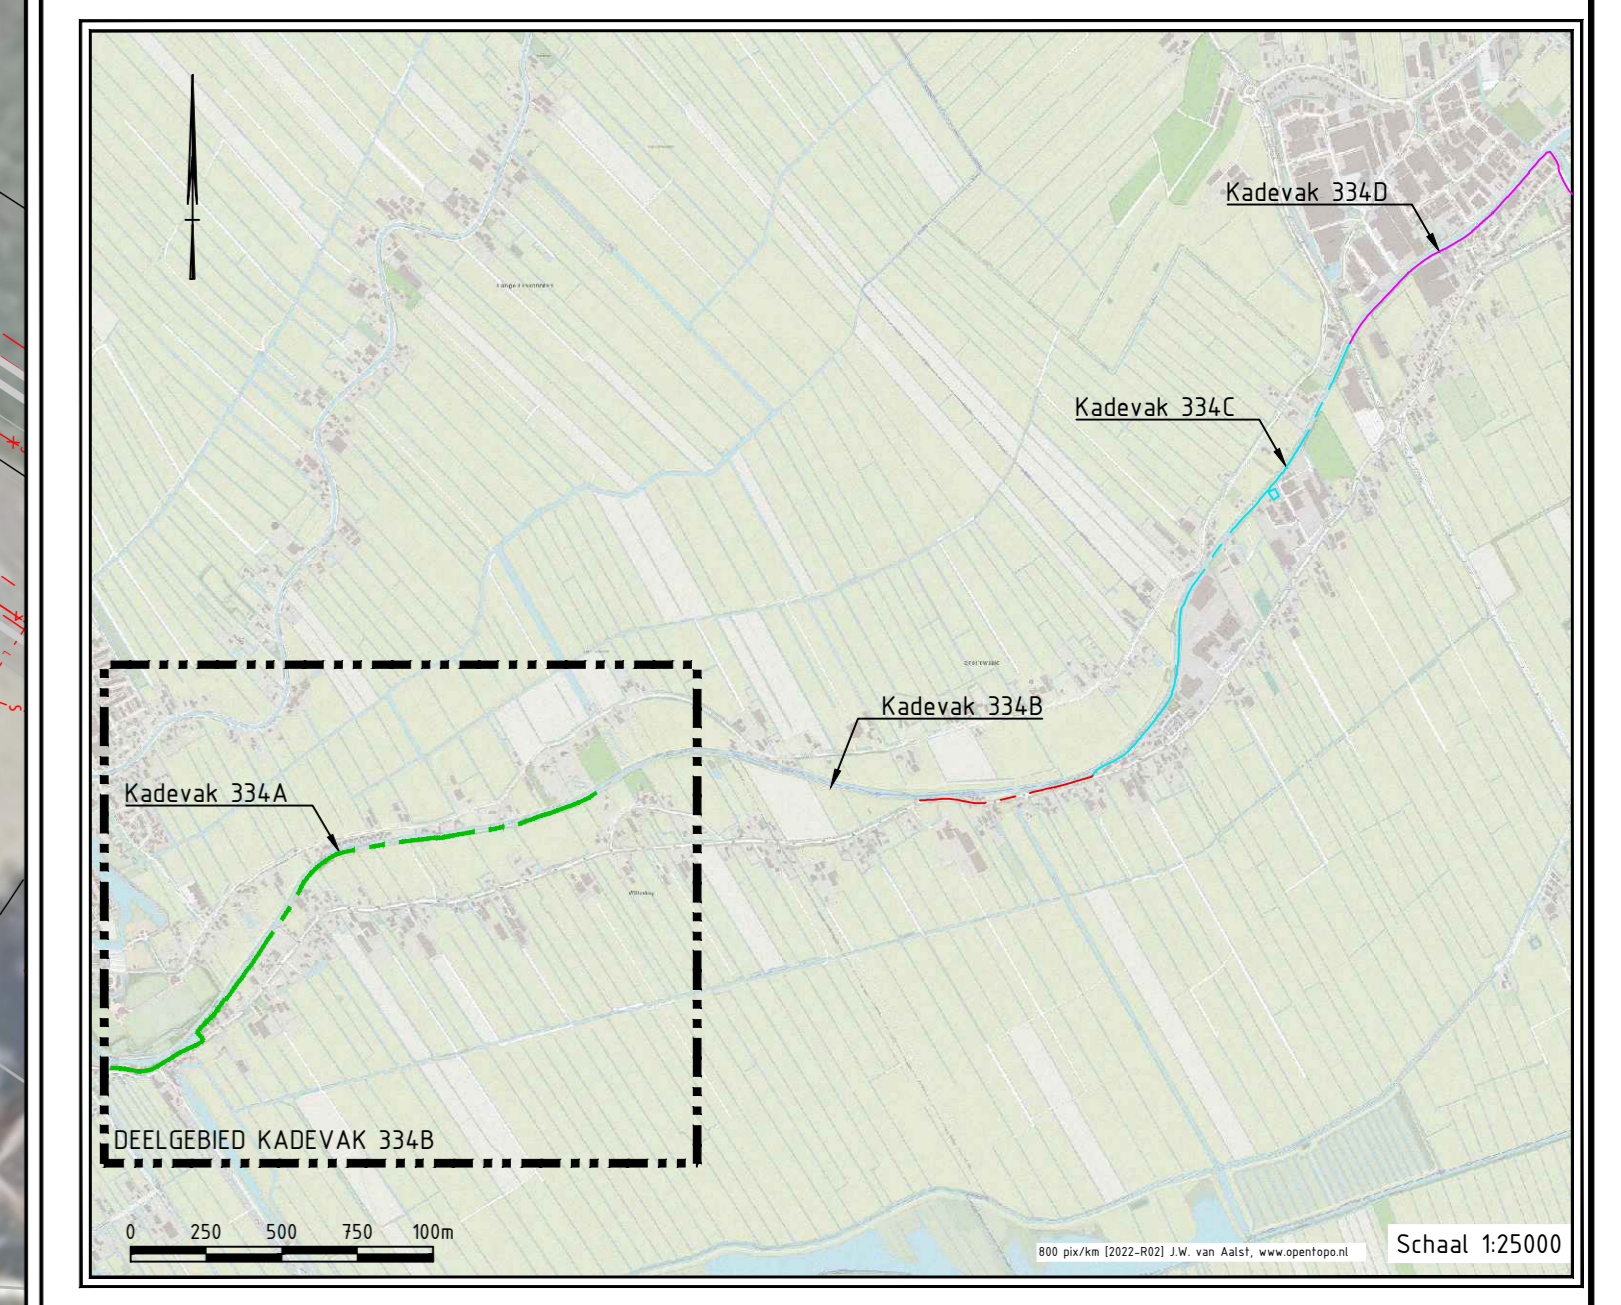 Kadevak 334D
Kadevak 334C
Kadevak 334B
Kadevak 334A
DEELGEBIED KADEVAK 334B
0 250 500 750 100m
800 pix/km [2022-R02] J.W. van Aalst, www.opentopo.nl
Schaal 1:25000